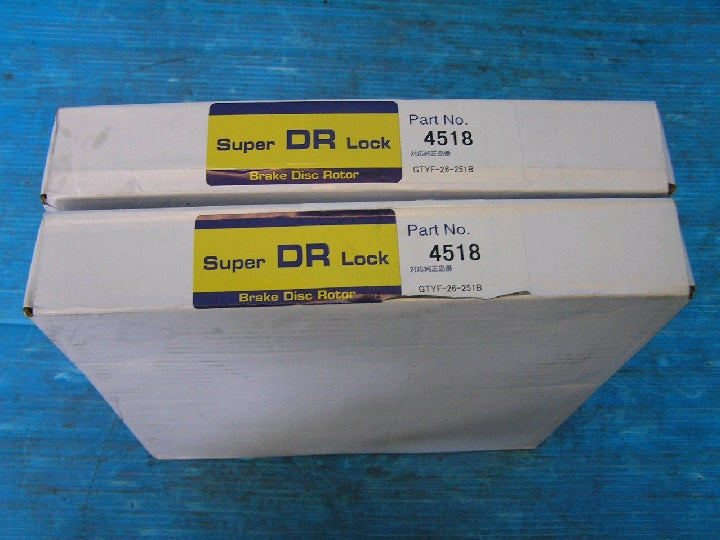 Super DR Lock
Brake Disc Rotor
Part No.
4518
対応純正品番
GTYF-26-251B
Super DR Lock
Brake Disc Rotor
Part No.
4518
対応純正品番
GTYF-26-251B